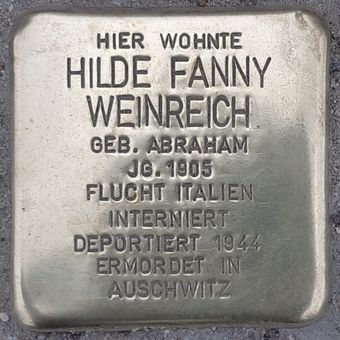 HIER WOHNTE
HILDE FANNY
WEINREICH
GEB. ABRAHAM
JG. 1905
FLUCHT ITALIEN
INTERNIERT
DEPORTIERT 1944
ERMORDET IN
AUSCHWITZ